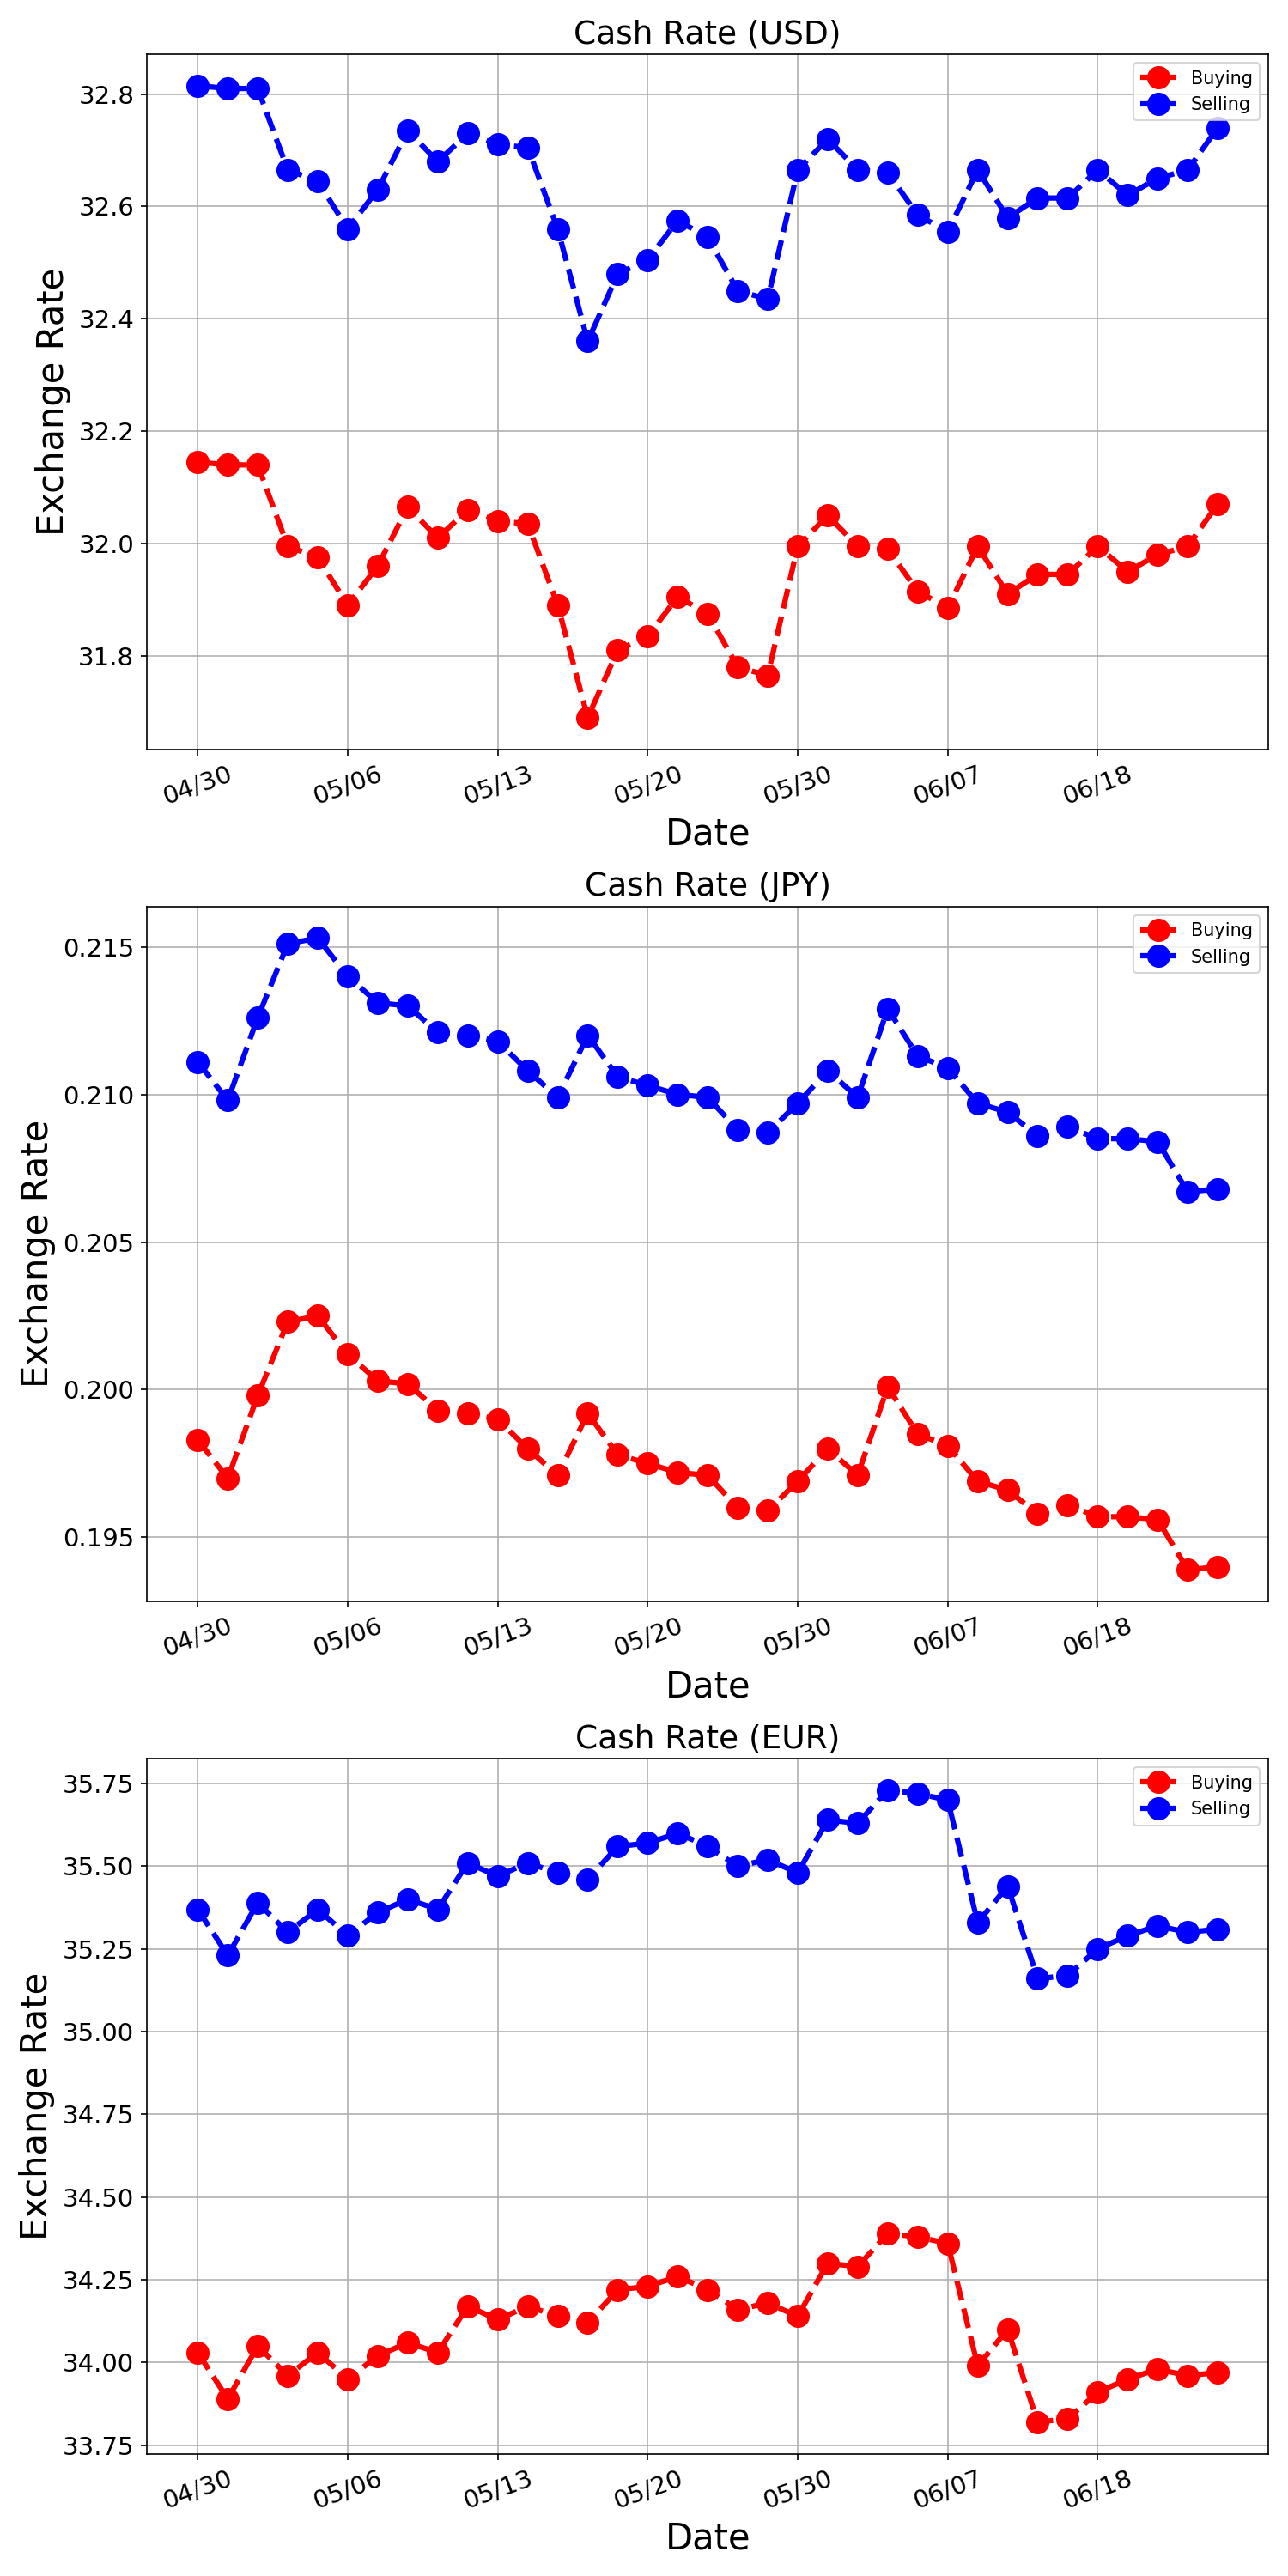 Cash Rate (USD)
Buying
Selling
Exchange Rate
32.8
32.6
32.4
32.2
32.0
31.8
04/30 05/06 05/13 05/20 05/30 06/07 06/18
Date
Cash Rate (JPY)
Buying
Selling
Exchange Rate
0.215
0.210
0.205
0.200
0.195
04/30 05/06 05/13 05/20 05/30 06/07 06/18
Date
Cash Rate (EUR)
Buying
Selling
Exchange Rate
35.75
35.50
35.25
35.00
34.75
34.50
34.25
34.00
33.75
04/30 05/06 05/13 05/20 05/30 06/07 06/18
Date